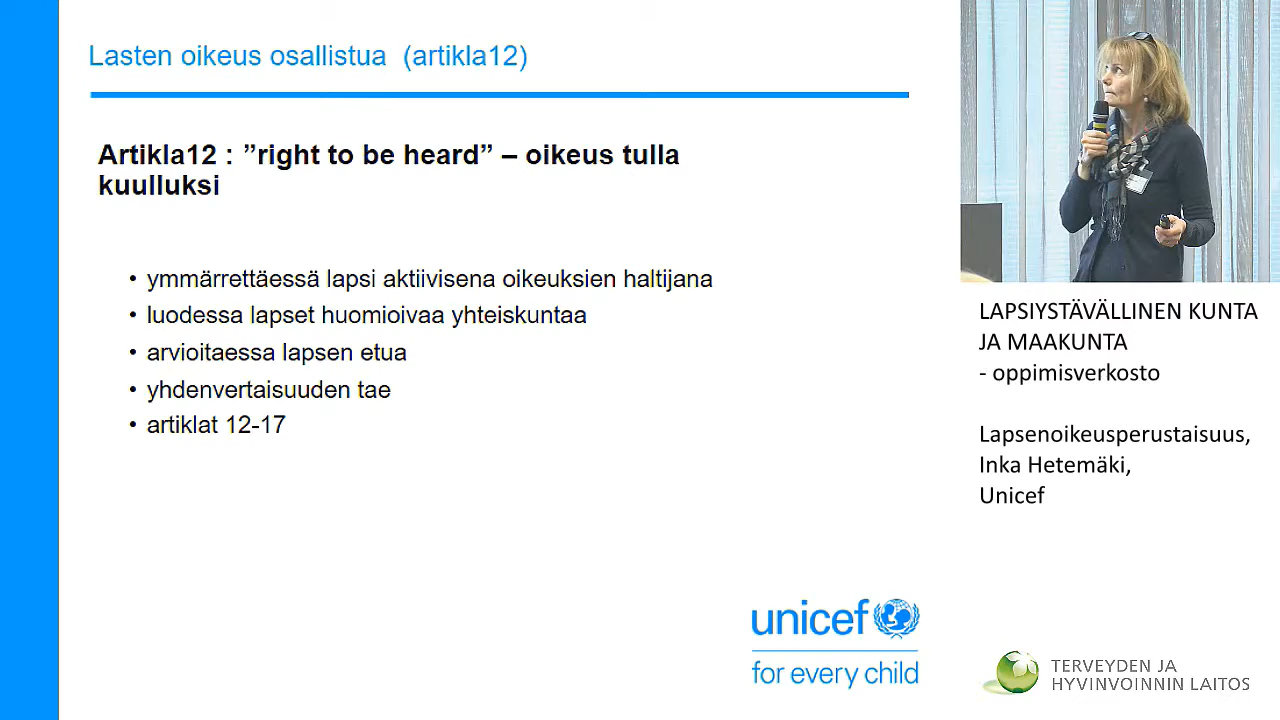 Lasten oikeus osallistua (artikla12)
Artikla12 : ”right to be heard” – oikeus tulla
kuulluksi
• ymmärrettäessä lapsi aktiivisena oikeuksien haltijana
• luodessa lapset huomioivaa yhteiskuntaa
• arvioitaessa lapsen etua
• yhdenvertaisuuden tae
• artiklat 12-17
LAPSIYSTÄVÄLLINEN KUNTA
JA MAAKUNTA
- oppimisverkosto
Lapsenoikeusperustaisuus,
Inka Hetemäki,
Unicef
unicef
for every child
TERVEYDEN JA
HYVINVOINNIN LAITOS